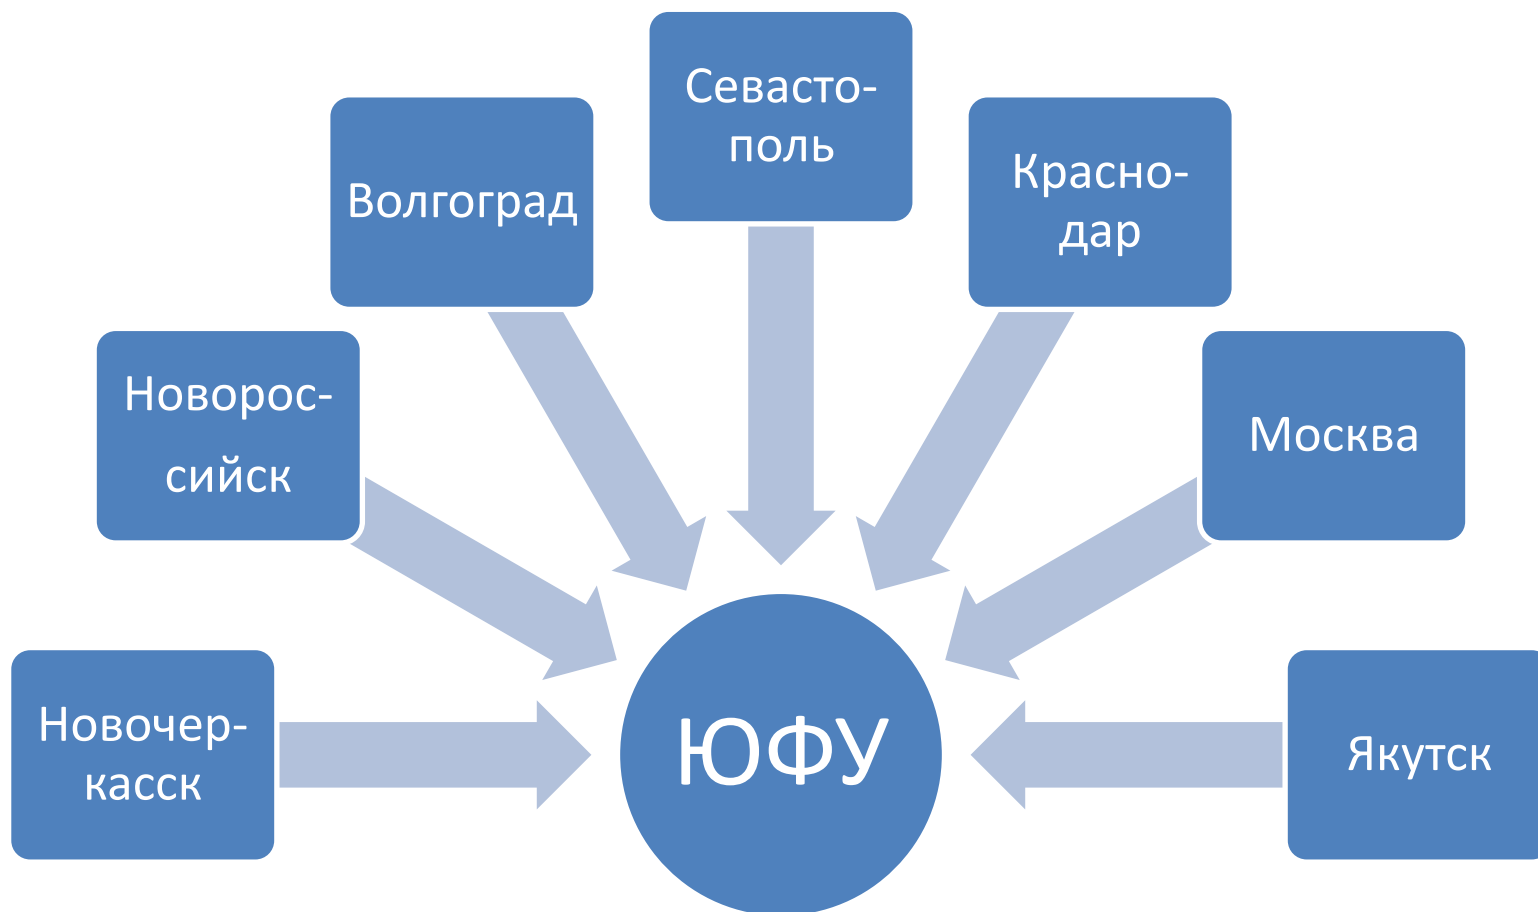 Севасто-
поль
Волгоград
Красно-
дар
Новорос-
сийск
Москва
Новочер-
касск
ЮФУ
Якутск